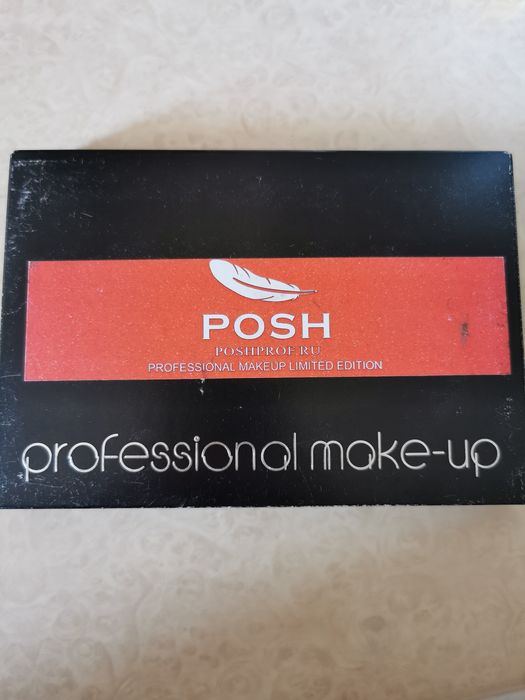 POSH
POSHPROF.RU
PROFESSIONAL MAKEUP LIMITED EDITION
professional make-up